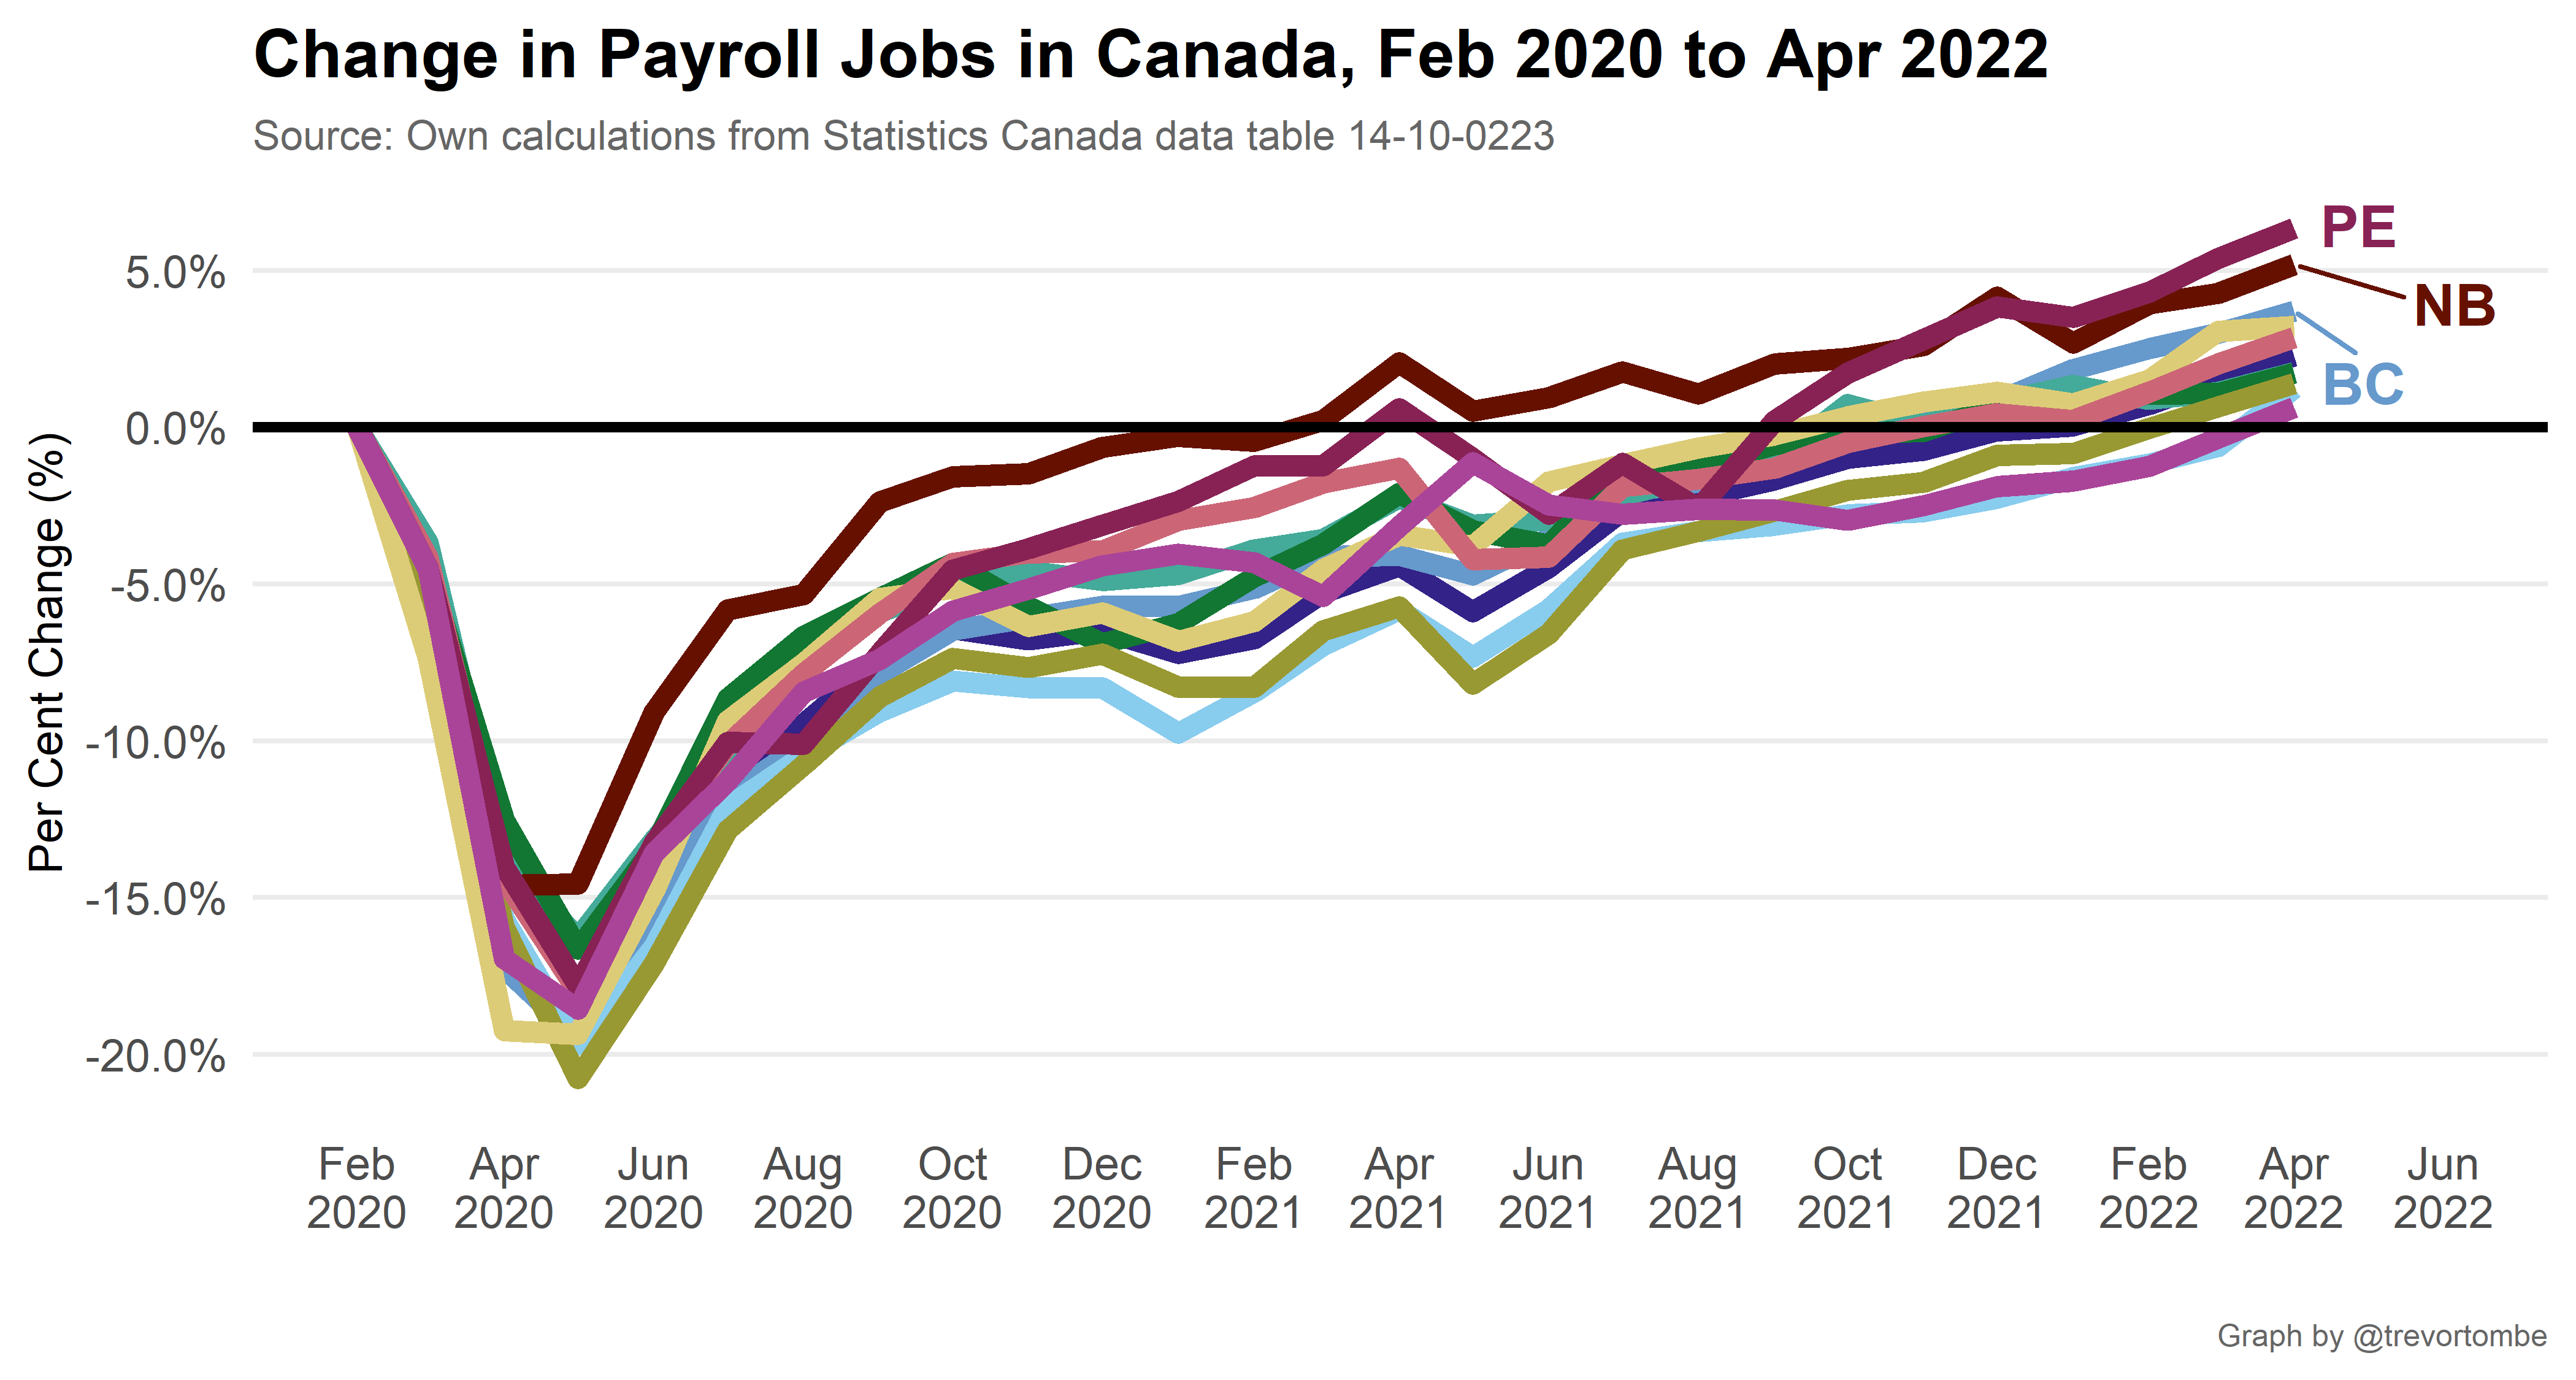 Change in Payroll Jobs in Canada, Feb 2020 to Apr 2022
Source: Own calculations from Statistics Canada data table 14-10-0223
Per Cent Change (%)
5.0%
0.0%
-5.0%
-10.0%
-15.0%
-20.0%
PE
NB
BC
Feb 2020
Apr 2020
Jun 2020
Aug 2020
Oct 2020
Dec 2020
Feb 2021
Apr 2021
Jun 2021
Aug 2021
Oct 2021
Dec 2021
Feb 2022
Apr 2022
Jun 2022
Graph by @trevortombe